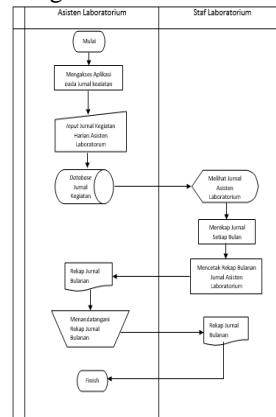 Asisten Laboratorium
Staf Laboratorium
Mulai
Mengakses Aplikasi
pada Jurnal kegiatan
Input Jurnal Kegiatan
Harian Asisten
Laboratorium
Database
Jurnal
Kegiatan
Melihat Jurnal
Asisten
Laboratorium
Merekap Jurnal
Setiap Bulan
Mencetak Rekap Bulanan
Jurnal Asisten
Laboratorium
Rekap Jurnal
Bulanan
Menandatangani
Rekap Jurnal
Bulanan
Rekap Jurnal
Bulanan
Finish